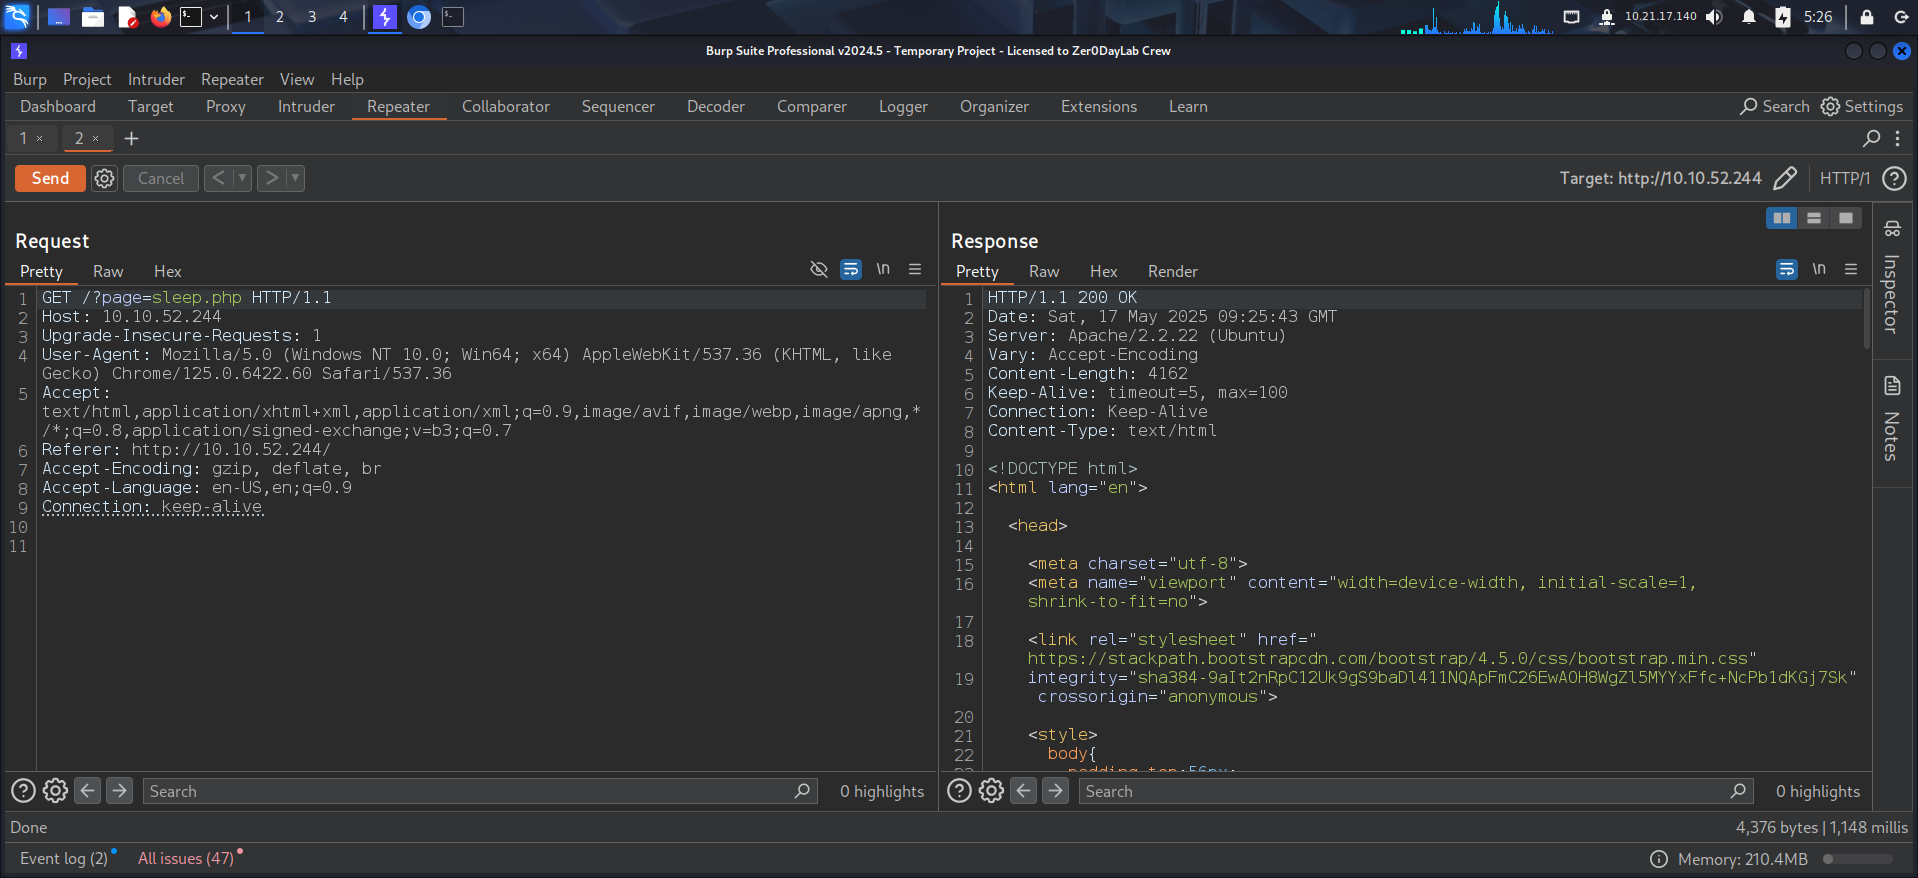 1 2 3 4 10.21.17.140 5:26
Burp Suite Professional v2024.5 - Temporary Project - Licensed to Zer0DayLab Crew
Burp Project Intruder Repeater View Help
Dashboard Target Proxy Intruder Repeater Collaborator Sequencer Decoder Comparer Logger Organizer Extensions Learn Search Settings
1 × 2 × +
Send Cancel < > Target: http://10.10.52.244 HTTP/1
Request
Pretty Raw Hex \n
1 GET /?page=sleep.php HTTP/1.1
2 Host: 10.10.52.244
3 Upgrade-Insecure-Requests: 1
4 User-Agent: Mozilla/5.0 (Windows NT 10.0; Win64; x64) AppleWebKit/537.36 (KHTML, like
Gecko) Chrome/125.0.6422.60 Safari/537.36
5 Accept:
text/html,application/xhtml+xml,application/xml;q=0.9,image/avif,image/webp,image/apng,*
/*;q=0.8,application/signed-exchange;v=b3;q=0.7
6 Referer: http://10.10.52.244/
7 Accept-Encoding: gzip, deflate, br
8 Accept-Language: en-US,en;q=0.9
9 Connection: keep-alive
10
11
Search 0 highlights
Response
Pretty Raw Hex Render \n
1 HTTP/1.1 200 OK
2 Date: Sat, 17 May 2025 09:25:43 GMT
3 Server: Apache/2.2.22 (Ubuntu)
4 Vary: Accept-Encoding
5 Content-Length: 4162
6 Keep-Alive: timeout=5, max=100
7 Connection: Keep-Alive
8 Content-Type: text/html
9
10 <!DOCTYPE html>
11 <html lang="en">
12
13 <head>
14
15 <meta charset="utf-8">
16 <meta name="viewport" content="width=device-width, initial-scale=1,
shrink-to-fit=no">
17
18 <link rel="stylesheet" href="
https://stackpath.bootstrapcdn.com/bootstrap/4.5.0/css/bootstrap.min.css"
19 integrity="sha384-9aIt2nRpC12Uk9gS9baDl411NQApFmC26EwAOH8WgZl5MYYxFfc+NcPb1dKGj7Sk"
crossorigin="anonymous">
20
21 <style>
22 body{
padding-top:56px;
Search 0 highlights
Inspector
Notes
Done 4,376 bytes | 1,148 millis
Event log (2) All issues (47) Memory: 210.4MB